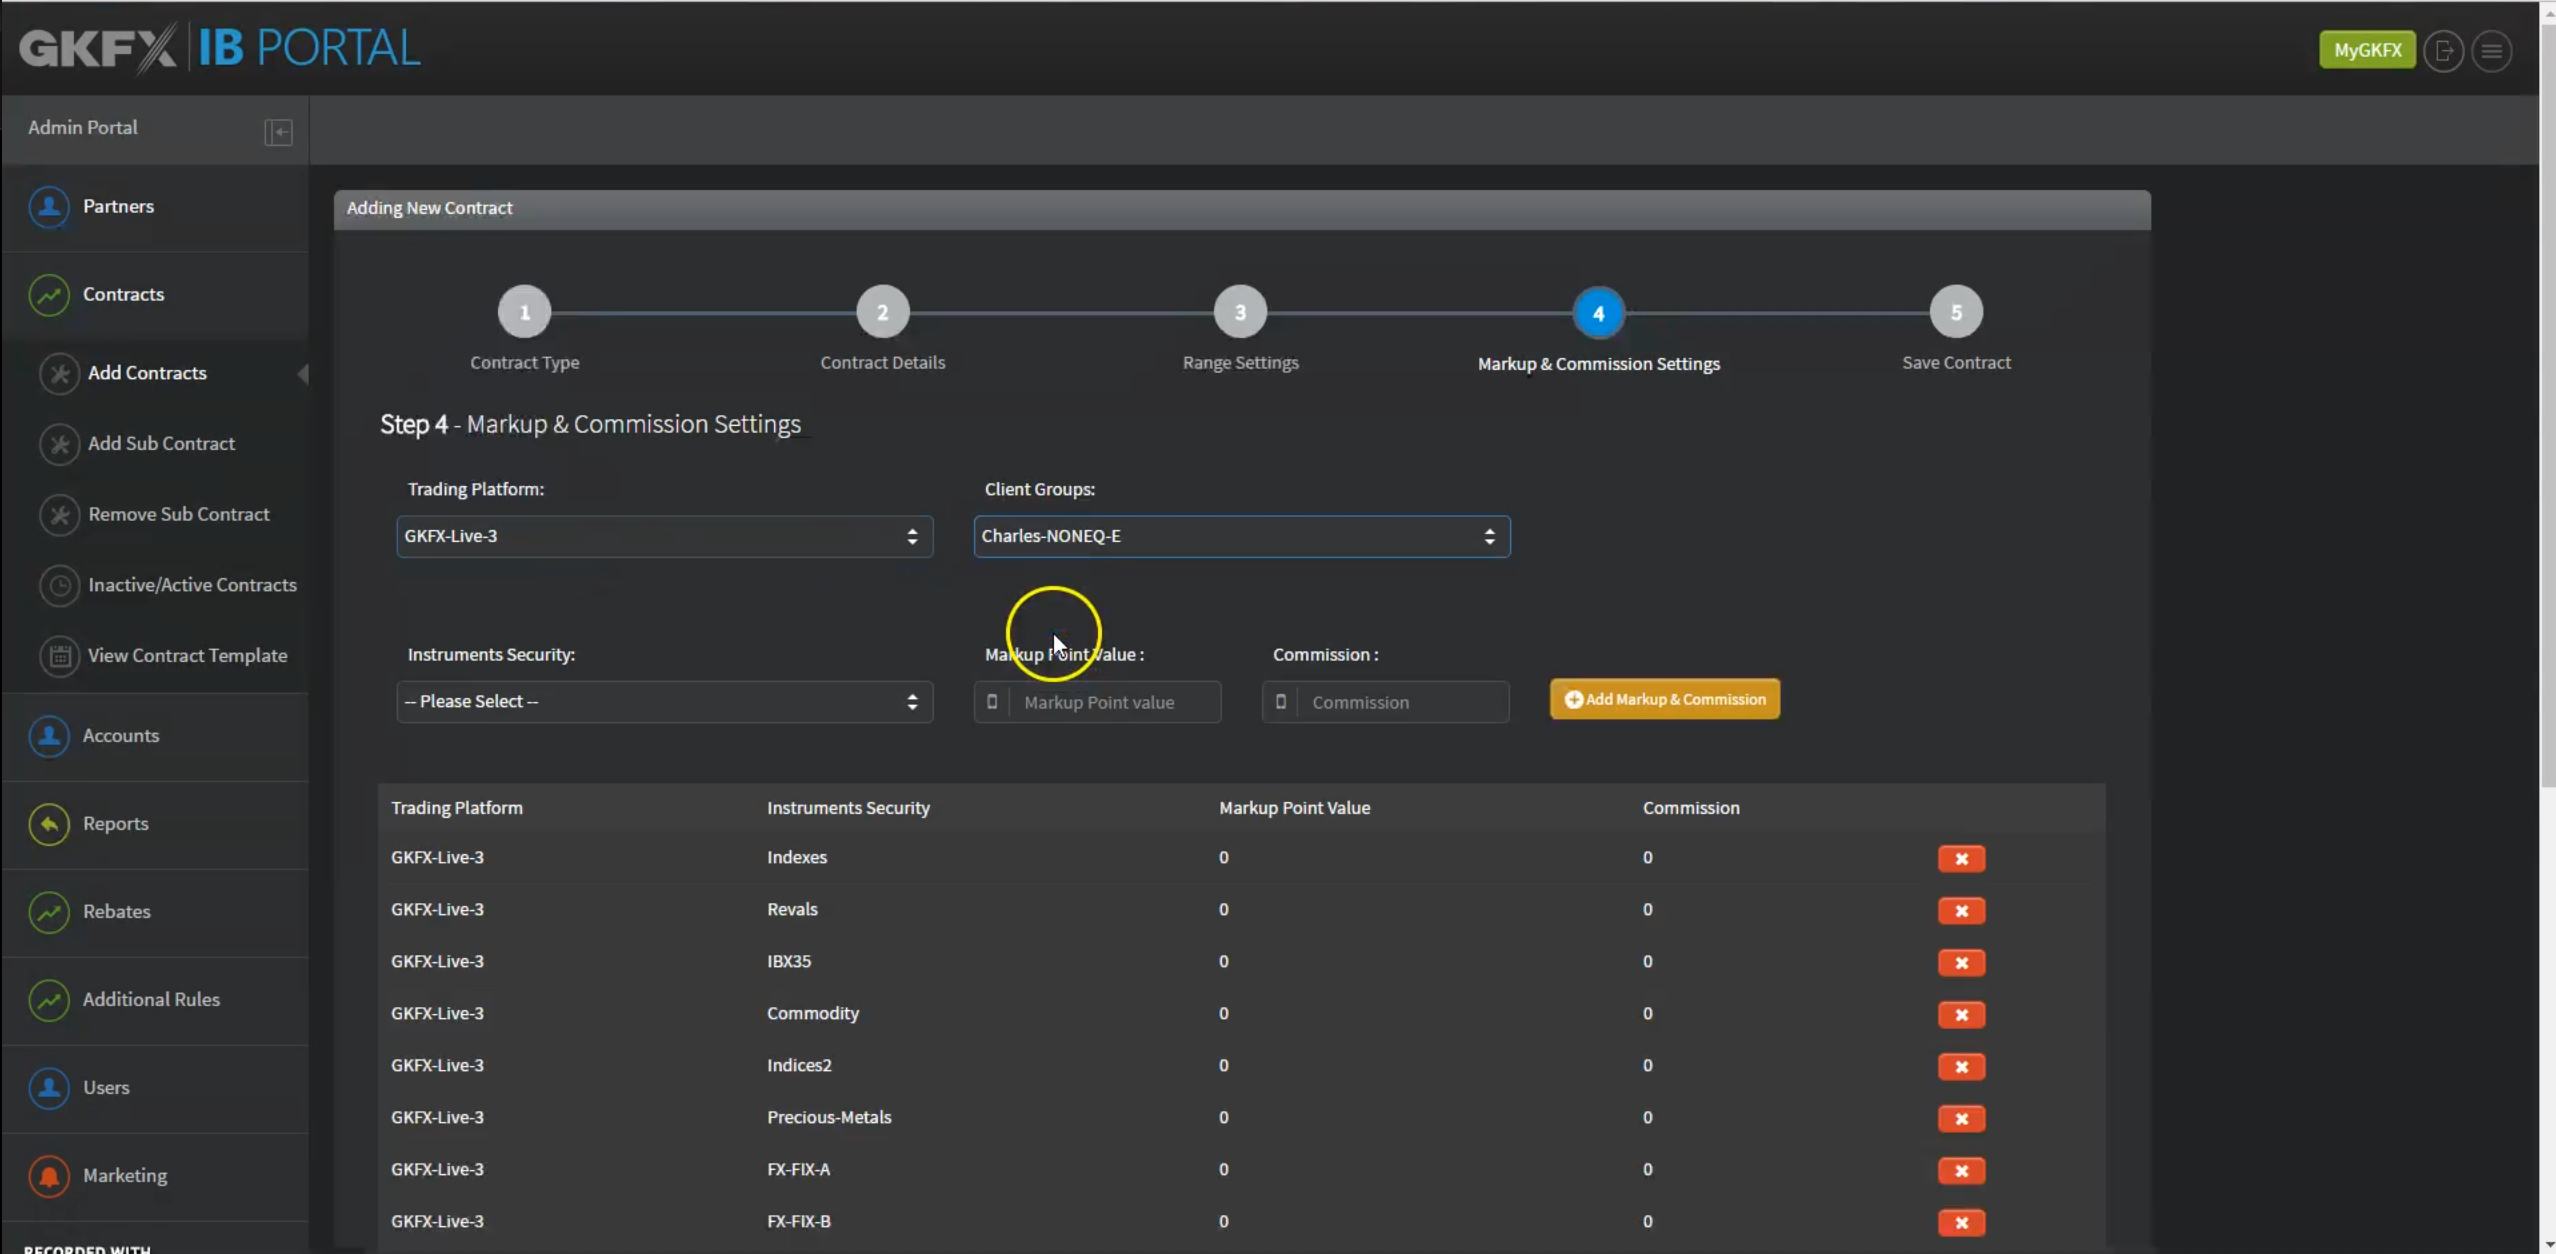 GKFX IB PORTAL
MyGKFX
Admin Portal
Partners
Contracts
Add Contracts
Add Sub Contract
Remove Sub Contract
Inactive/Active Contracts
View Contract Template
Accounts
Reports
Rebates
Additional Rules
Users
Marketing
RECORDED WITH
Adding New Contract
1 2 3 4 5
Contract Type Contract Details Range Settings Markup & Commission Settings Save Contract
Step 4 - Markup & Commission Settings
Trading Platform: Client Groups:
GKFX-Live-3 Charles-NONEQ-E
Instruments Security: Markup Point Value : Commission :
-- Please Select -- Markup Point value Commission Add Markup & Commission
Trading Platform Instruments Security Markup Point Value Commission
GKFX-Live-3 Indexes 0 0
GKFX-Live-3 Revals 0 0
GKFX-Live-3 IBX35 0 0
GKFX-Live-3 Commodity 0 0
GKFX-Live-3 Indices2 0 0
GKFX-Live-3 Precious-Metals 0 0
GKFX-Live-3 FX-FIX-A 0 0
GKFX-Live-3 FX-FIX-B 0 0